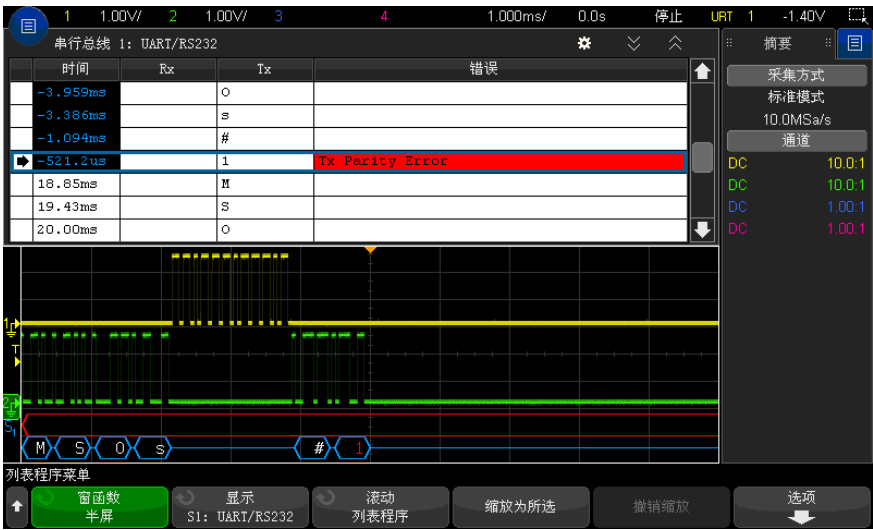 1 1.00V/ 2 1.00V/ 3 4 1.000ms/ 0.0s 停止 URT 1 -1.40V
串行总线 1: UART/RS232
摘要
时间 Rx Tx 错误
-3.959ms O
-3.386ms s
-1.094ms #
-521.2us 1 Tx Parity Error
18.85ms M
19.43ms S
20.00ms O
采集方式
标准模式
10.0MSa/s
通道
DC 10.0:1
DC 10.0:1
DC 1.00:1
DC 1.00:1
1
T
2
S1
M S O s # 1
列表程序菜单
窗函数
半屏
显示
S1: UART/RS232
滚动
列表程序
缩放为所选
撤销缩放
选项